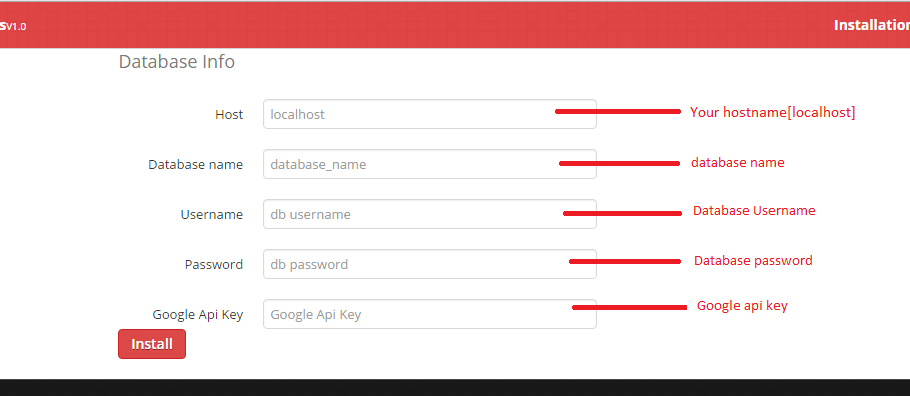 sV1.0 Installation
Database Info
Host localhost Your hostname[localhost]
Database name database_name database name
Username db username Database Username
Password db password Database password
Google Api Key Google Api Key Google api key
Install